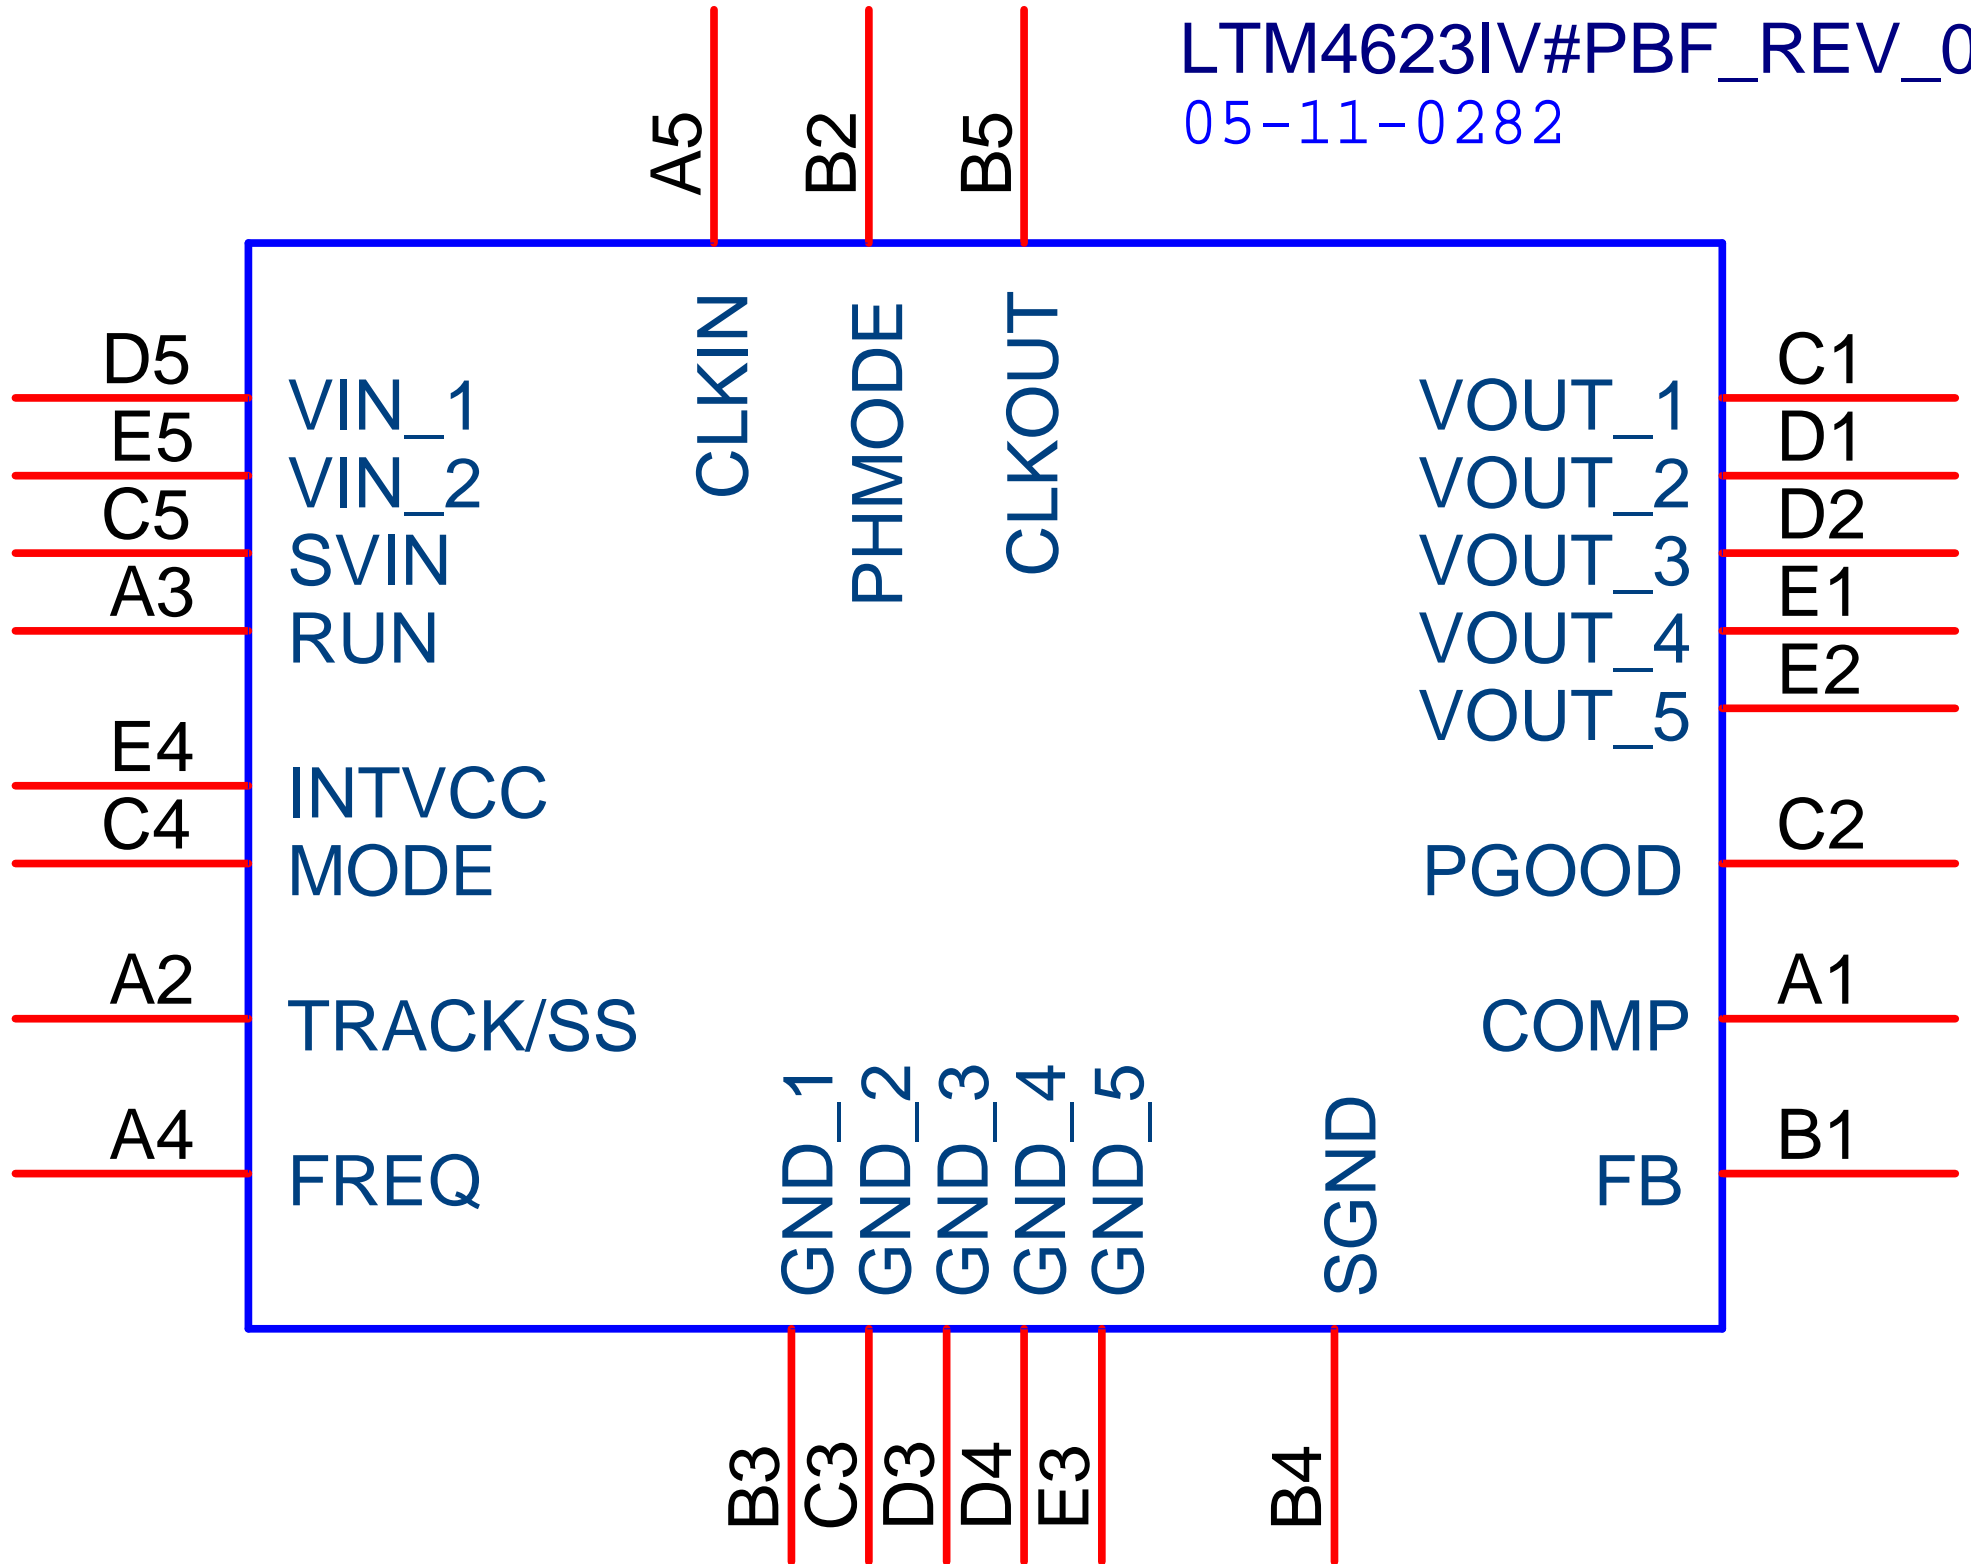 LTM4623IV#PBF_REV_0
05-11-0282
A5
B2
B5
CLKIN
PHMODE
CLKOUT
D5
VIN_1
E5
VIN_2
C5
SVIN
A3
RUN
E4
INTVCC
C4
MODE
A2
TRACK/SS
A4
FREQ
VOUT_1
C1
VOUT_2
D1
VOUT_3
D2
VOUT_4
E1
VOUT_5
E2
PGOOD
C2
COMP
A1
FB
B1
GND_1
GND_2
GND_3
GND_4
GND_5
SGND
B3
C3
D3
D4
E3
B4